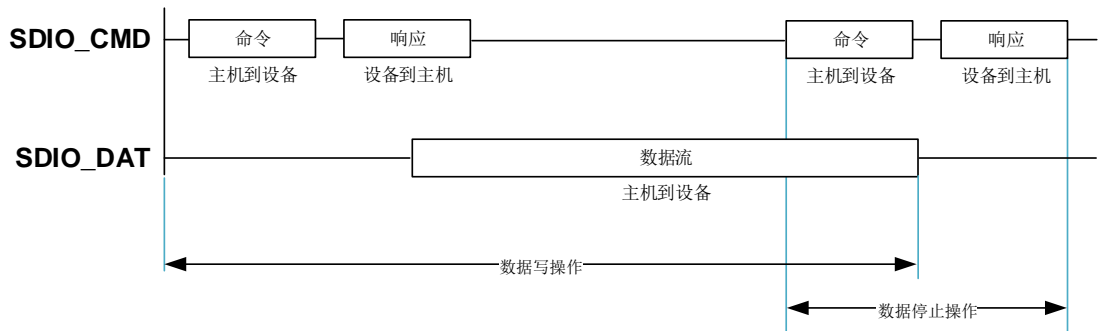 SDIO_CMD
命令
响应
命令
响应
主机到设备
设备到主机
主机到设备
设备到主机
SDIO_DAT
数据流
主机到设备
数据写操作
数据停止操作